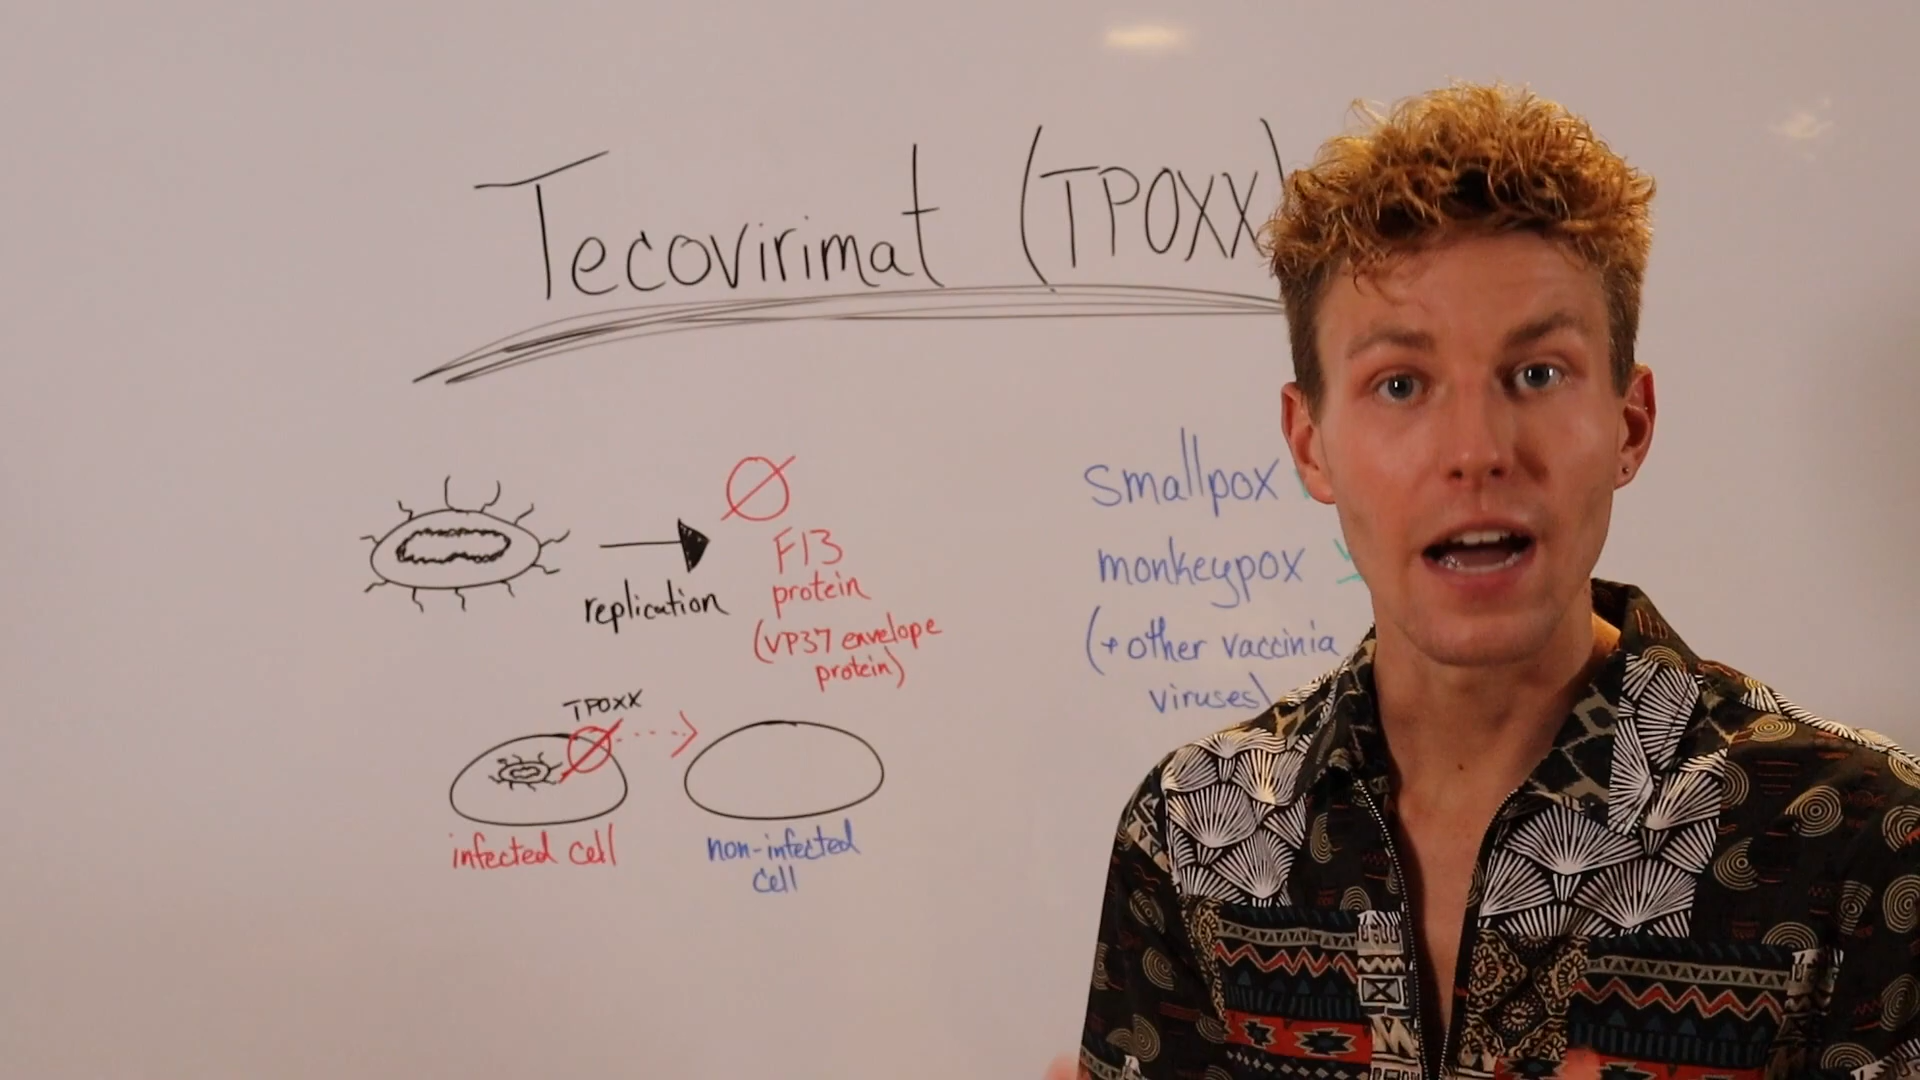 Tecovirimat (TPOXX)
F13
protein
(VP37 envelope
protein)
replication
smallpox
monkeypox
(+ other vaccinia
viruses)
TPOXX
infected cell
non-infected
cell